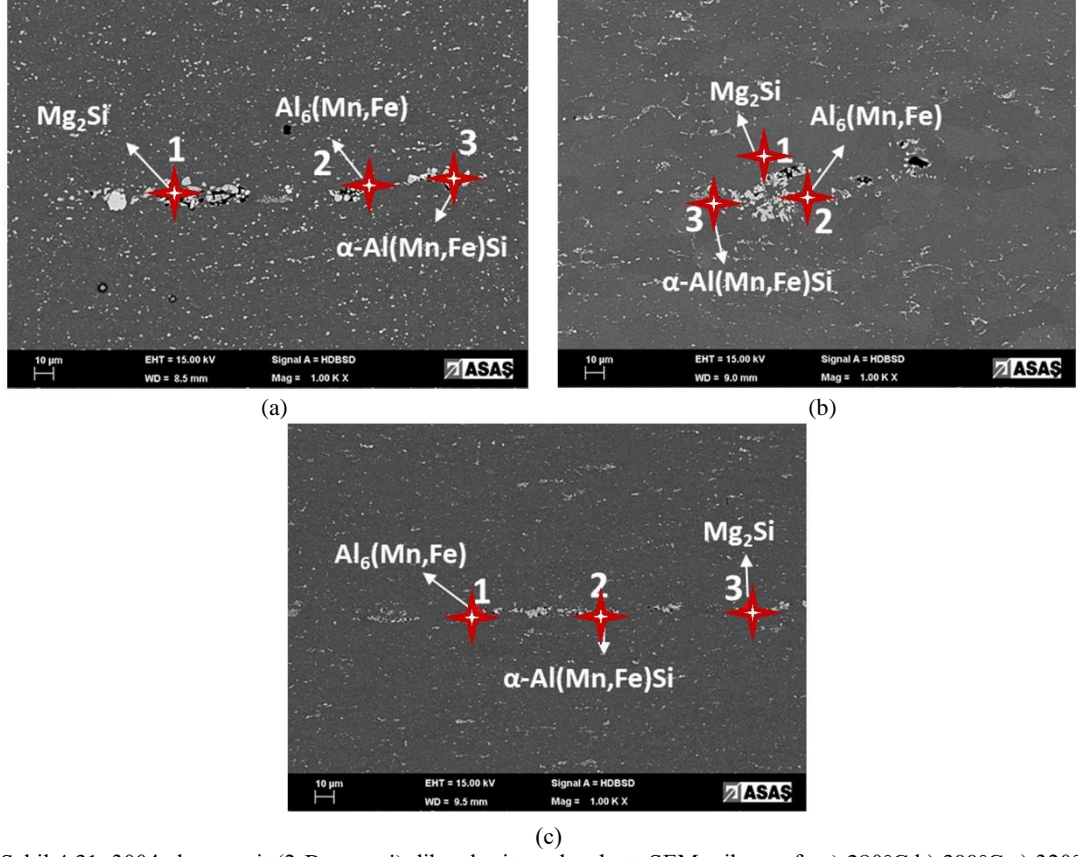 Mg2Si
1
Al6(Mn,Fe)
2
3
α-Al(Mn,Fe)Si
10 µm
EHT = 15.00 kV
Signal A = HDBSD
WD = 8.5 mm
Mag = 1.00 K X
ASAŞ
(a)
Mg2Si
Al6(Mn,Fe)
1
3
2
α-Al(Mn,Fe)Si
10 µm
EHT = 15.00 kV
Signal A = HDBSD
WD = 9.0 mm
Mag = 1.00 K X
ASAŞ
(b)
Mg2Si
Al6(Mn,Fe)
1
2
3
α-Al(Mn,Fe)Si
10 µm
EHT = 15.00 kV
Signal A = HDBSD
WD = 9.5 mm
Mag = 1.00 K X
ASAŞ
(c)